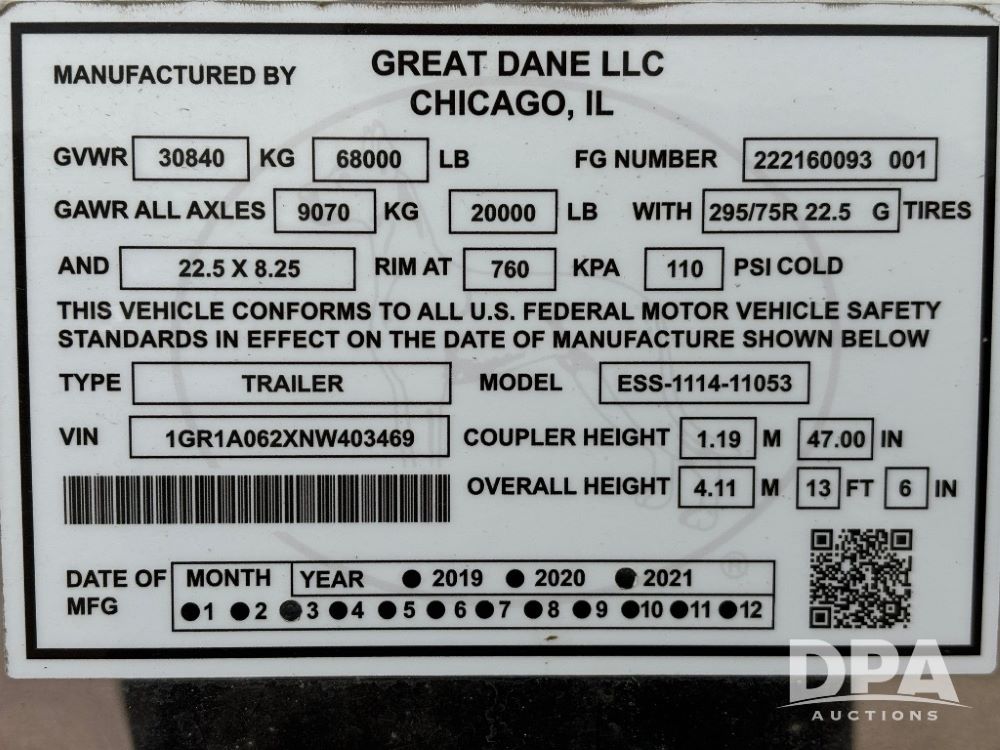 MANUFACTURED BY GREAT DANE LLC
CHICAGO, IL
GVWR 30840 KG 68000 LB FG NUMBER 222160093 001
GAWR ALL AXLES 9070 KG 20000 LB WITH 295/75R 22.5 G TIRES
AND 22.5 X 8.25 RIM AT 760 KPA 110 PSI COLD
THIS VEHICLE CONFORMS TO ALL U.S. FEDERAL MOTOR VEHICLE SAFETY
STANDARDS IN EFFECT ON THE DATE OF MANUFACTURE SHOWN BELOW
TYPE TRAILER MODEL ESS-1114-11053
VIN 1GR1A062XNW403469 COUPLER HEIGHT 1.19 M 47.00 IN
OVERALL HEIGHT 4.11 M 13 FT 6 IN
DATE OF MFG MONTH YEAR 2019 2020 2021
1 2 3 4 5 6 7 8 9 10 11 12
®
DPA
AUCTIONS